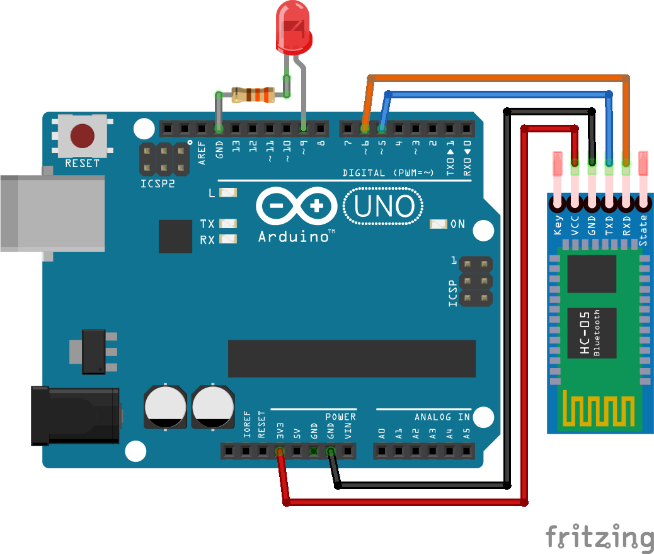 RESET
ICSP2
L
TX
RX
AREF
GND
13
12
~11
~10
~9
8
7
~6
~5
4
3
2
TXD▶1
RXD◀0
DIGITAL (PWM=~)
Arduino™
UNO
ON
1
ICSP
IOREF
RESET
3V3
5V
GND
GND
VIN
POWER
A0
A1
A2
A3
A4
A5
ANALOG IN
Key
VCC
GND
TXD
RXD
State
HC-05
Bluetooth
fritzing